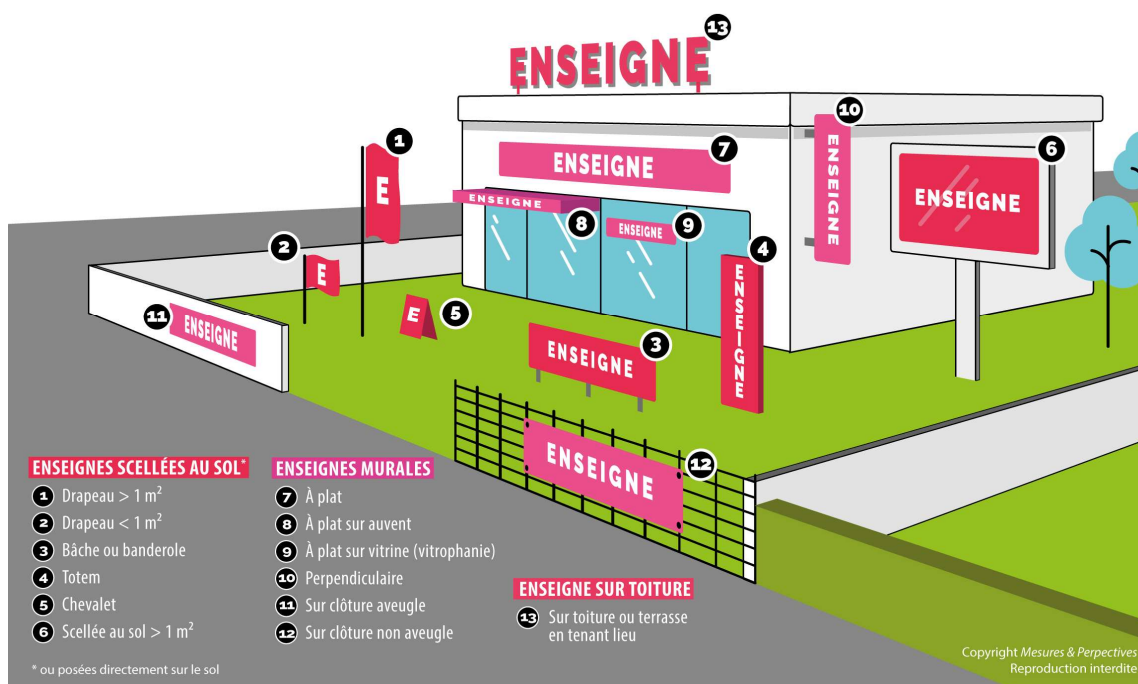 ENSEIGNE
13
10
1
6
ENSEIGNE
7
ENSEIGNE
ENSEIGNE
E
ENSEIGNE
8
ENSEIGNE
9
2
4
E
ENSEIGNE
E
5
11
ENSEIGNE
ENSEIGNE
3
ENSEIGNE
12
ENSEIGNES SCELLÉES AU SOL*
1 Drapeau > 1 m²
2 Drapeau < 1 m²
3 Bâche ou banderole
4 Totem
5 Chevalet
6 Scellée au sol > 1 m²
* ou posées directement sur le sol
ENSEIGNES MURALES
7 À plat
8 À plat sur auvent
9 À plat sur vitrine (vitrophanie)
10 Perpendiculaire
11 Sur clôture aveugle
12 Sur clôture non aveugle
ENSEIGNE SUR TOITURE
13 Sur toiture ou terrasse
en tenant lieu
Copyright Mesures & Perpectives
Reproduction interdite